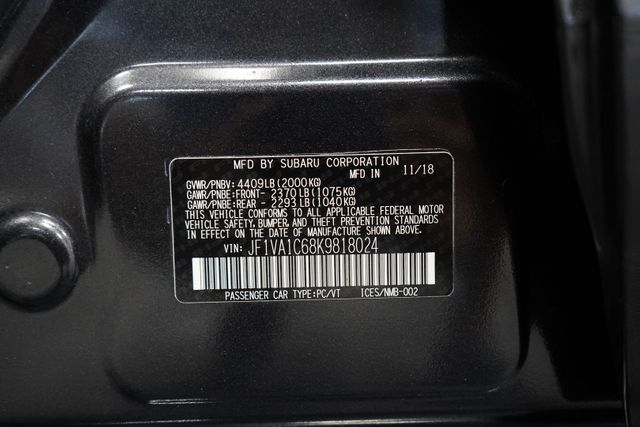 MFD BY SUBARU CORPORATION
MFD IN 11/18
GVWR/PNBV: 4409LB(2000KG)
GAWR/PNBE:FRONT- 2370LB(1075KG)
GAWR/PNBE:REAR - 2293LB(1040KG)
THIS VEHICLE CONFORMS TO ALL APPLICABLE FEDERAL MOTOR
VEHICLE SAFETY, BUMPER, AND THEFT PREVENTION STANDARDS
IN EFFECT ON THE DATE OF MANUFACTURE SHOWN ABOVE.
VIN: JF1VA1C68K9818024
PASSENGER CAR TYPE:PC/VT ICES/NMB-002